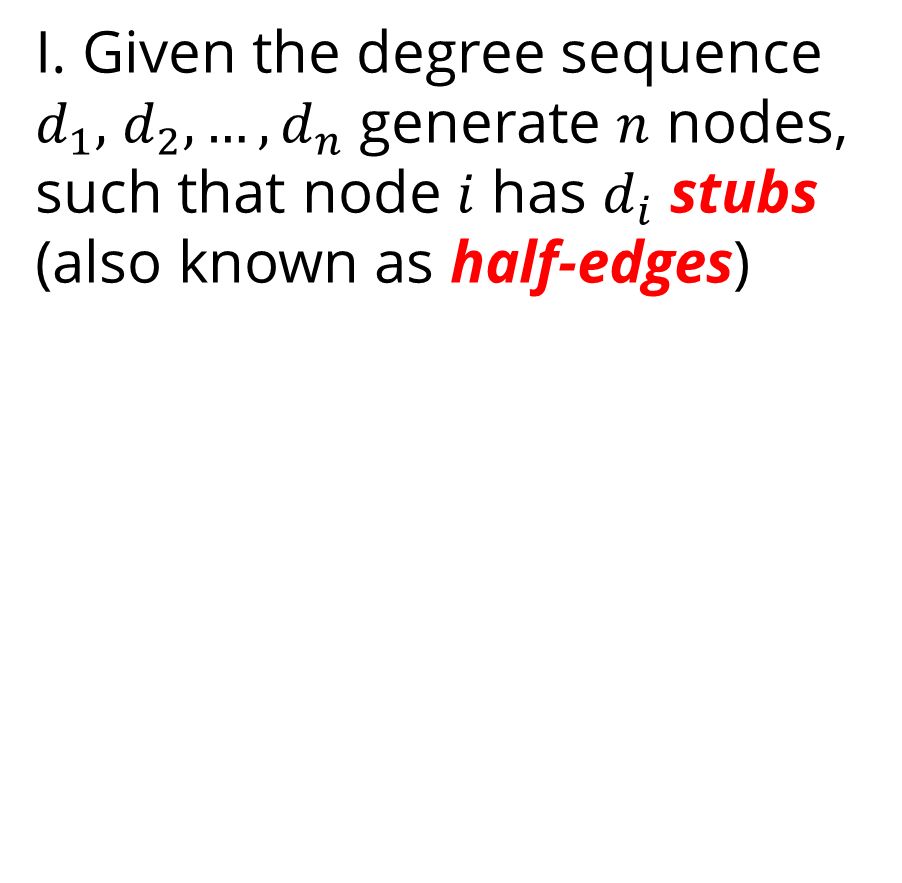 I. Given the degree sequence
𝑑₁, 𝑑₂, … , 𝑑ₙ generate 𝑛 nodes,
such that node 𝑖 has 𝑑ᵢ stubs
(also known as half-edges)